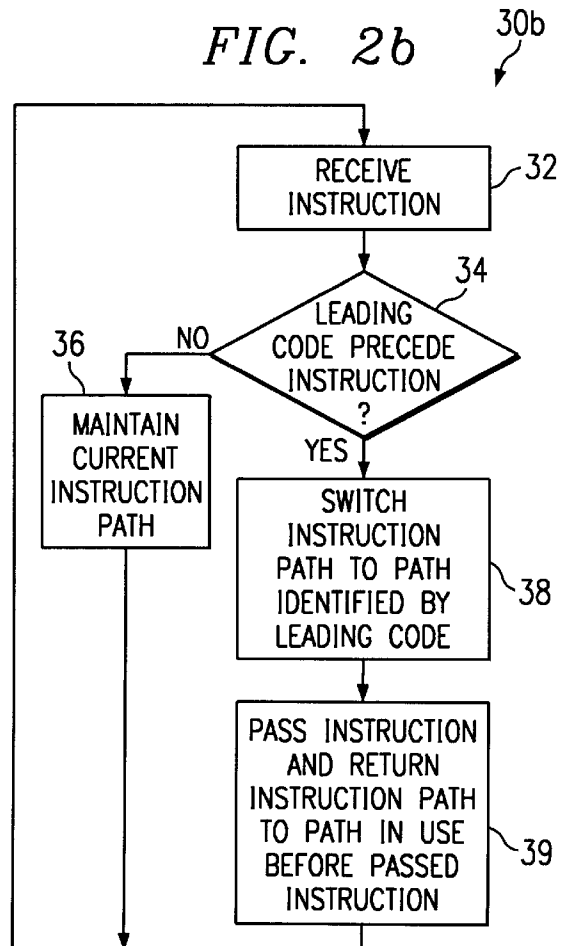 FIG. 2b
30b
RECEIVE
INSTRUCTION
32
34
LEADING
CODE PRECEDE
INSTRUCTION
?
NO
YES
36
MAINTAIN
CURRENT
INSTRUCTION
PATH
SWITCH
INSTRUCTION
PATH TO PATH
IDENTIFIED BY
LEADING CODE
38
PASS INSTRUCTION
AND RETURN
INSTRUCTION PATH
TO PATH IN USE
BEFORE PASSED
INSTRUCTION
39